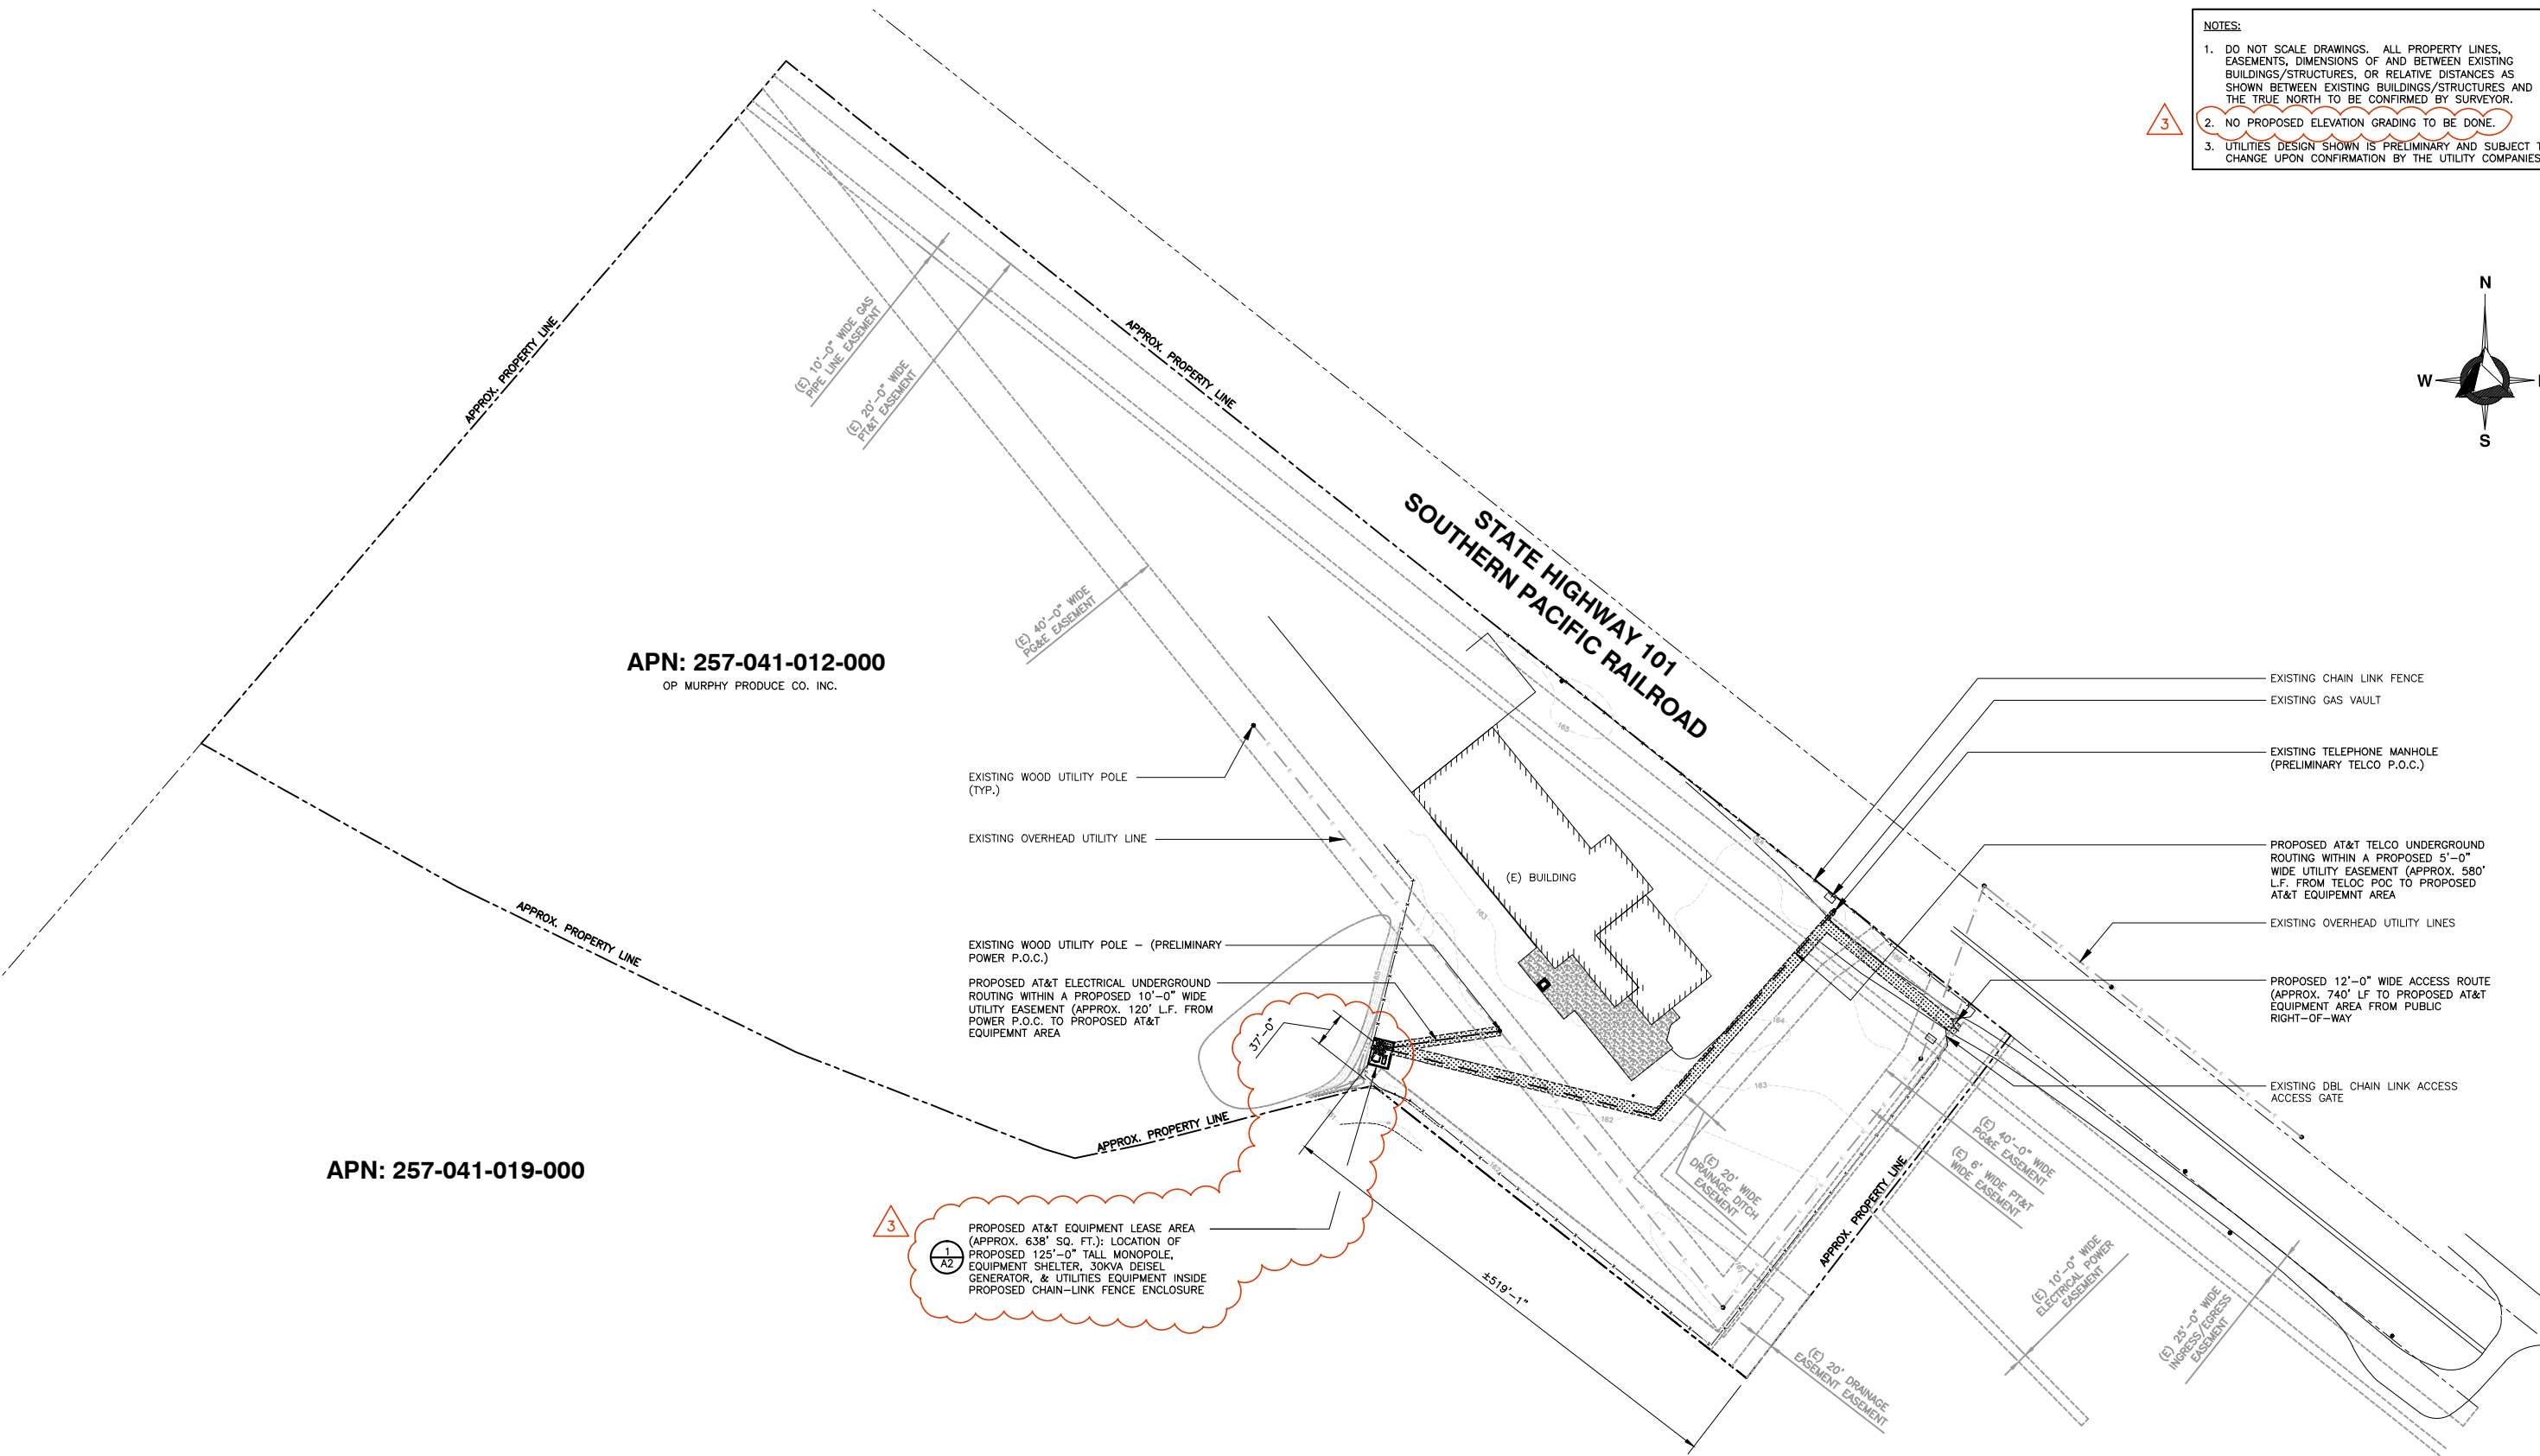 NOTES:
1. DO NOT SCALE DRAWINGS. ALL PROPERTY LINES,
EASEMENTS, DIMENSIONS OF AND BETWEEN EXISTING
BUILDINGS/STRUCTURES, OR RELATIVE DISTANCES AS
SHOWN BETWEEN EXISTING BUILDINGS/STRUCTURES AND
THE TRUE NORTH TO BE CONFIRMED BY SURVEYOR.
3
2. NO PROPOSED ELEVATION GRADING TO BE DONE.
3. UTILITIES DESIGN SHOWN IS PRELIMINARY AND SUBJECT
CHANGE UPON CONFIRMATION BY THE UTILITY COMPANIES
N
W
S
APPROX. PROPERTY LINE
APPROX. PROPERTY LINE
(E) 10'-0" WIDE GAS
PIPE LINE EASEMENT
(E) 20'-0" WIDE
PT&T EASEMENT
(E) 40'-0" WIDE
PG&E EASEMENT
STATE HIGHWAY 101
SOUTHERN PACIFIC RAILROAD
APN: 257-041-012-000
OP MURPHY PRODUCE CO. INC.
EXISTING WOOD UTILITY POLE
(TYP.)
EXISTING OVERHEAD UTILITY LINE
EXISTING WOOD UTILITY POLE - (PRELIMINARY
POWER P.O.C.)
PROPOSED AT&T ELECTRICAL UNDERGROUND
ROUTING WITHIN A PROPOSED 10'-0" WIDE
UTILITY EASEMENT (APPROX. 120' L.F. FROM
POWER P.O.C. TO PROPOSED AT&T
EQUIPEMNT AREA
37'-0"
165
163
(E) BUILDING
165
164
166
164
163
162
162
EXISTING CHAIN LINK FENCE
EXISTING GAS VAULT
EXISTING TELEPHONE MANHOLE
(PRELIMINARY TELCO P.O.C.)
PROPOSED AT&T TELCO UNDERGROUND
ROUTING WITHIN A PROPOSED 5'-0"
WIDE UTILITY EASEMENT (APPROX. 580'
L.F. FROM TELOC POC TO PROPOSED
AT&T EQUIPEMNT AREA
EXISTING OVERHEAD UTILITY LINES
PROPOSED 12'-0" WIDE ACCESS ROUTE
(APPROX. 740' LF TO PROPOSED AT&T
EQUIPMENT AREA FROM PUBLIC
RIGHT-OF-WAY
EXISTING DBL CHAIN LINK ACCESS
ACCESS GATE
APPROX. PROPERTY LINE
APPROX. PROPERTY LINE
APN: 257-041-019-000
3
1
A2
PROPOSED AT&T EQUIPMENT LEASE AREA
(APPROX. 638' SQ. FT.): LOCATION OF
PROPOSED 125'-0" TALL MONOPOLE,
EQUIPMENT SHELTER, 30KVA DEISEL
GENERATOR, & UTILITIES EQUIPMENT INSIDE
PROPOSED CHAIN-LINK FENCE ENCLOSURE
±519'-1"
(E) 20' WIDE
DRAINAGE DITCH
EASEMENT
APPROX. PROPERTY LINE
(E) 40'-0" WIDE
PG&E EASEMENT
(E) 6' WIDE PT&T
WIDE EASEMENT
(E) 10'-0" WIDE
ELECTRICAL POWER
EASEMENT
(E) 25'-0" WIDE
INGRESS/EGRESS
EASEMENT
(E) 20' DRAINAGE
EASEMENT EASEMENT